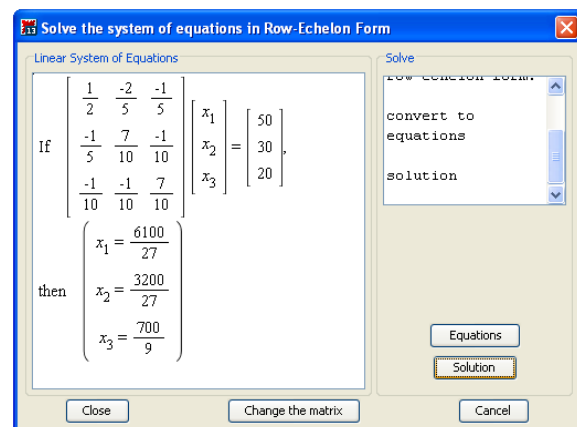 Solve the system of equations in Row-Echelon Form
Linear System of Equations
If [ 1/2 -2/5 -1/5 ; -1/5 7/10 -1/10 ; -1/10 -1/10 7/10 ] [ x1 ; x2 ; x3 ] = [ 50 ; 30 ; 20 ],
then ( x1 = 6100/27
x2 = 3200/27
x3 = 700/9 )
Solve
row echelon form.
convert to
equations
solution
Equations
Solution
Close
Change the matrix
Cancel